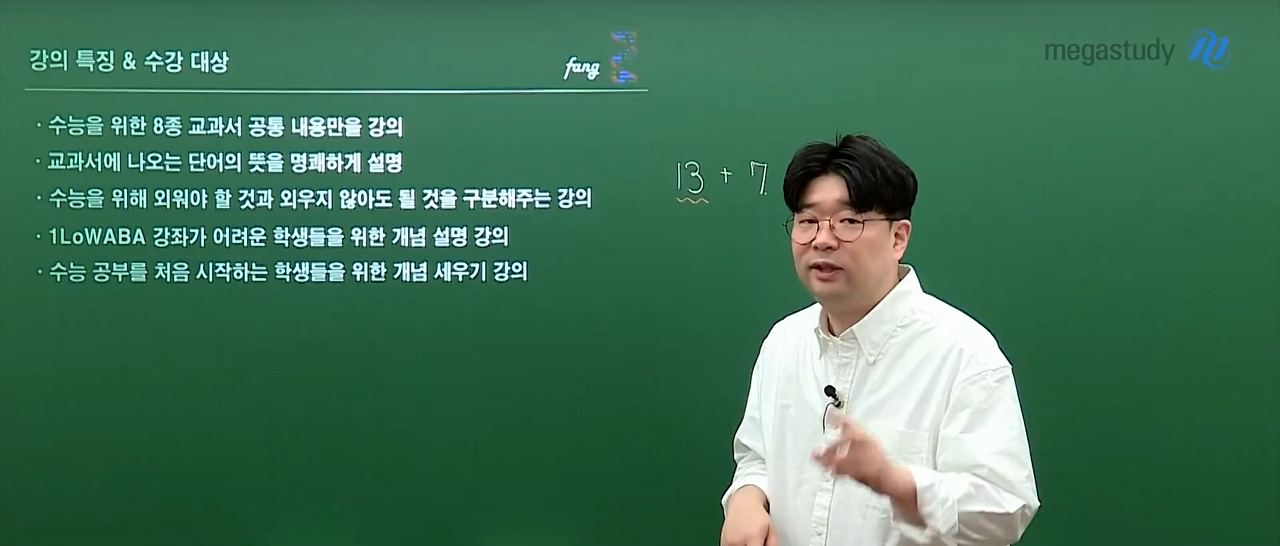 강의 특징 & 수강 대상
fang
megastudy
· 수능을 위한 8종 교과서 공통 내용만을 강의
· 교과서에 나오는 단어의 뜻을 명쾌하게 설명
· 수능을 위해 외워야 할 것과 외우지 않아도 될 것을 구분해주는 강의
· 1LoWABA 강좌가 어려운 학생들을 위한 개념 설명 강의
· 수능 공부를 처음 시작하는 학생들을 위한 개념 세우기 강의
13 + 7